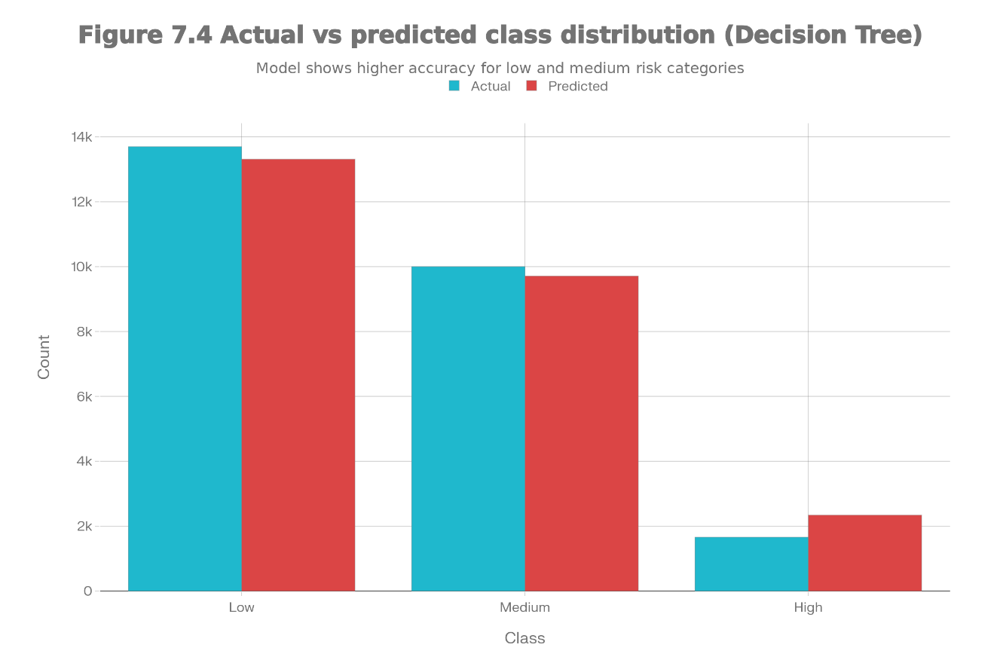 Figure 7.4 Actual vs predicted class distribution (Decision Tree)
Model shows higher accuracy for low and medium risk categories
Actual Predicted
14k
12k
10k
8k
6k
4k
2k
0
Count
Low Medium High
Class